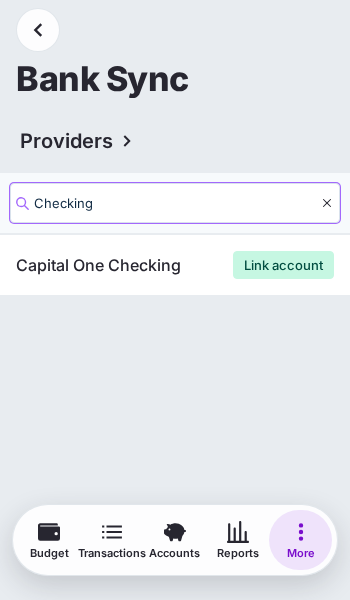 Bank Sync
Providers
Checking
Capital One Checking Link account
Budget Transactions Accounts Reports More